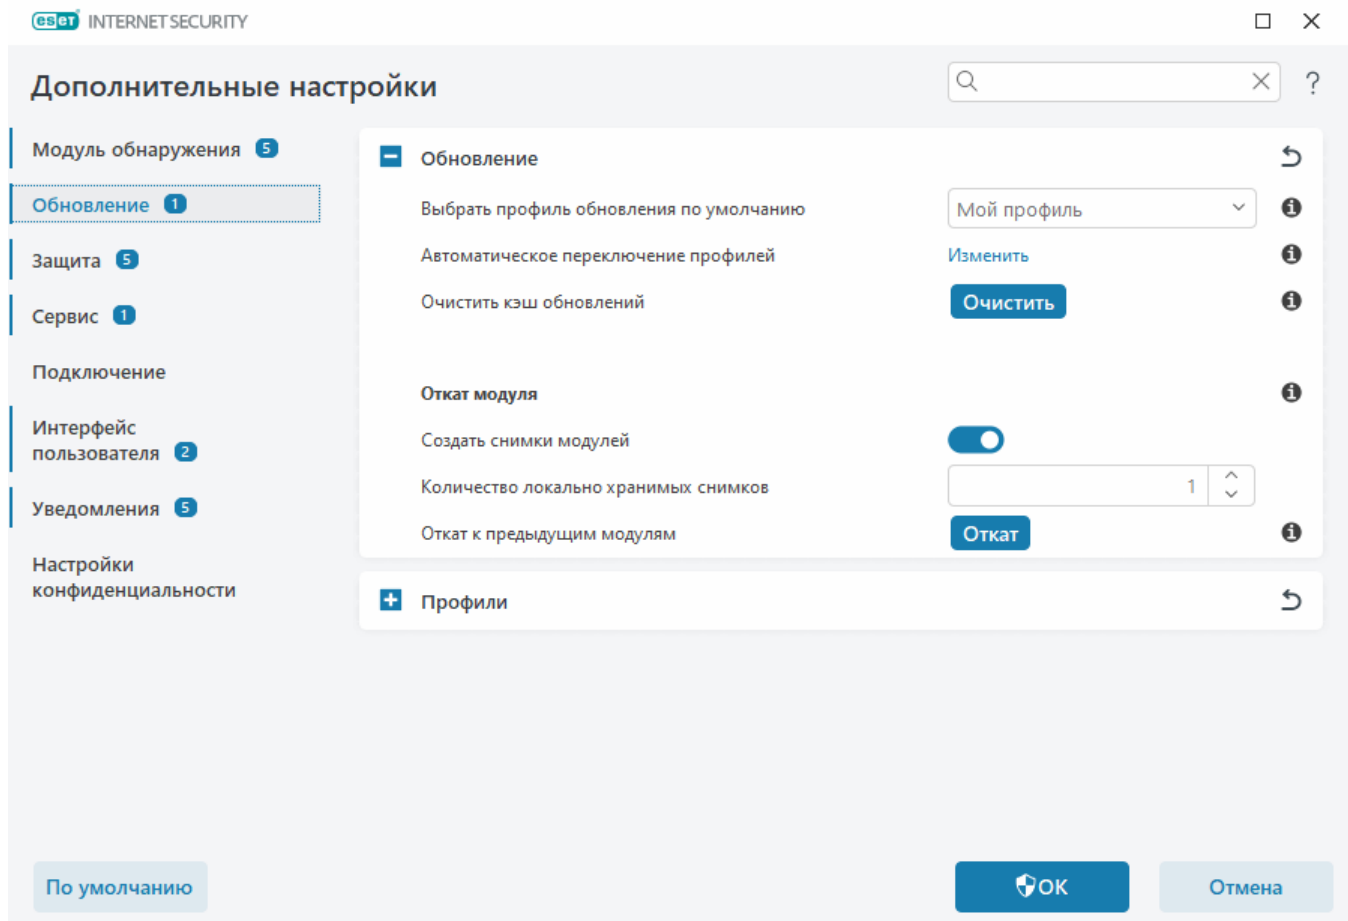 eset INTERNET SECURITY
Дополнительные настройки
?
Модуль обнаружения 5
Обновление 1
Защита 5
Сервис 1
Подключение
Интерфейс
пользователя 2
Уведомления 5
Настройки
конфиденциальности
Обновление
Выбрать профиль обновления по умолчанию
Мой профиль
Автоматическое переключение профилей
Изменить
Очистить кэш обновлений
Очистить
Откат модуля
Создать снимки модулей
Количество локально хранимых снимков
1
Откат к предыдущим модулям
Откат
Профили
По умолчанию
ОК
Отмена